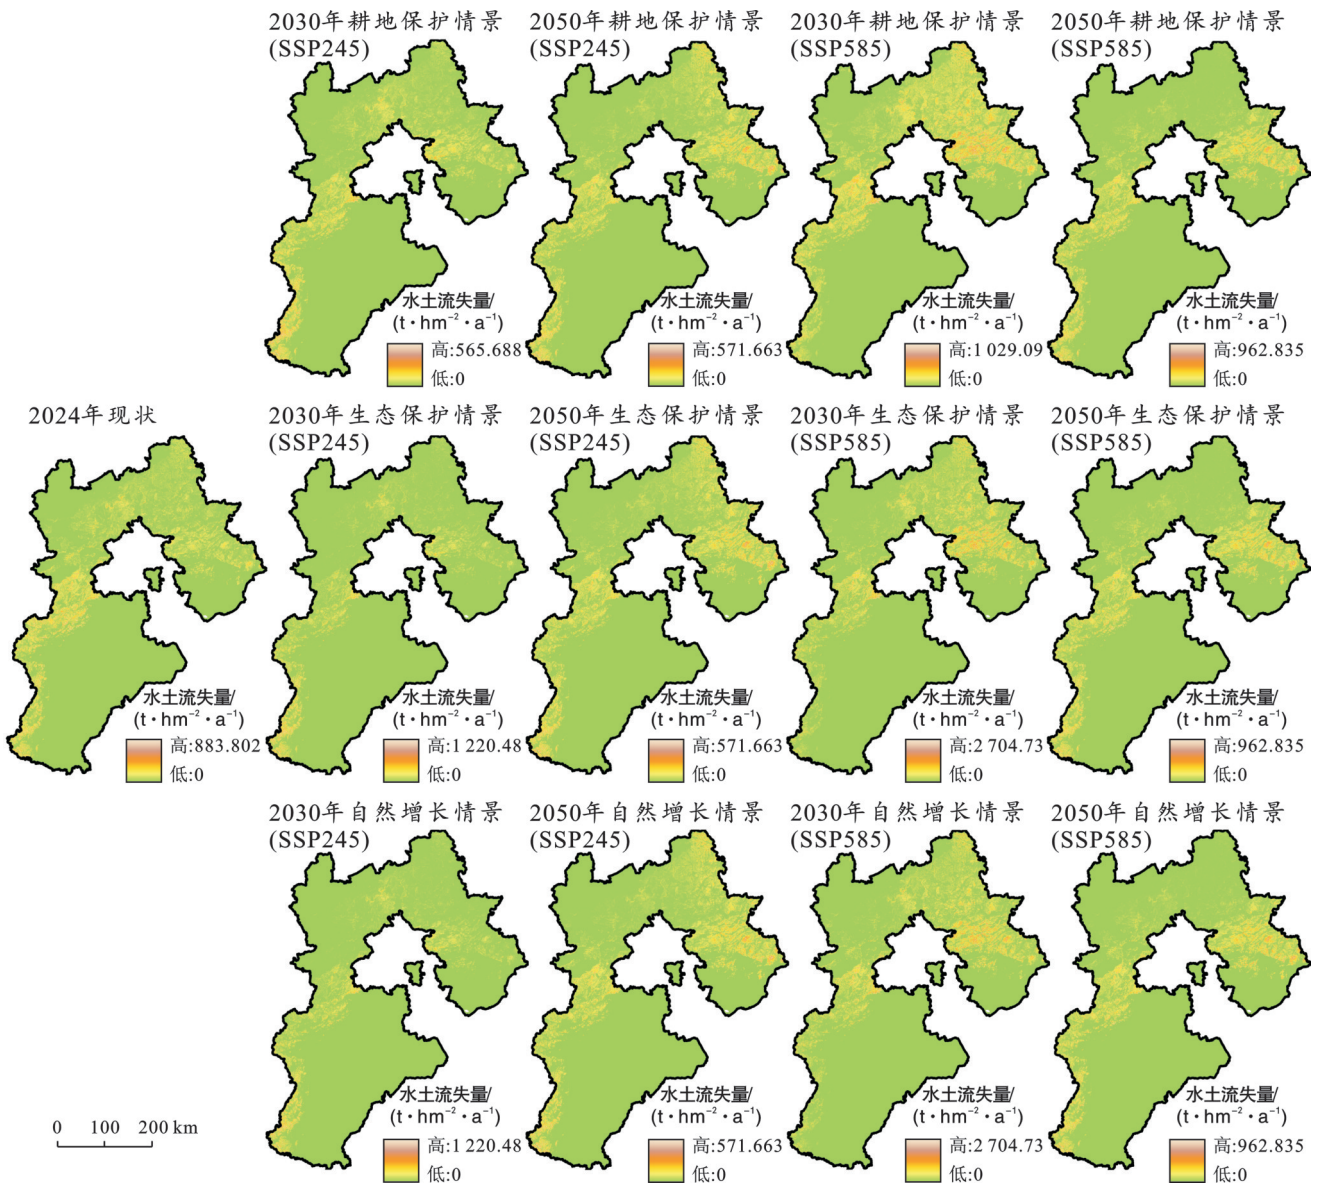 2030年耕地保护情景
(SSP245)
2050年耕地保护情景
(SSP245)
2030年耕地保护情景
(SSP585)
2050年耕地保护情景
(SSP585)
水土流失量/
(t·hm⁻²·a⁻¹)
高:565.688
低:0
水土流失量/
(t·hm⁻²·a⁻¹)
高:571.663
低:0
水土流失量/
(t·hm⁻²·a⁻¹)
高:1 029.09
低:0
水土流失量/
(t·hm⁻²·a⁻¹)
高:962.835
低:0
2024年现状
2030年生态保护情景
(SSP245)
2050年生态保护情景
(SSP245)
2030年生态保护情景
(SSP585)
2050年生态保护情景
(SSP585)
水土流失量/
(t·hm⁻²·a⁻¹)
高:883.802
低:0
水土流失量/
(t·hm⁻²·a⁻¹)
高:1 220.48
低:0
水土流失量/
(t·hm⁻²·a⁻¹)
高:571.663
低:0
水土流失量/
(t·hm⁻²·a⁻¹)
高:2 704.73
低:0
水土流失量/
(t·hm⁻²·a⁻¹)
高:962.835
低:0
2030年自然增长情景
(SSP245)
2050年自然增长情景
(SSP245)
2030年自然增长情景
(SSP585)
2050年自然增长情景
(SSP585)
水土流失量/
(t·hm⁻²·a⁻¹)
高:1 220.48
低:0
水土流失量/
(t·hm⁻²·a⁻¹)
高:571.663
低:0
水土流失量/
(t·hm⁻²·a⁻¹)
高:2 704.73
低:0
水土流失量/
(t·hm⁻²·a⁻¹)
高:962.835
低:0
0 100 200 km